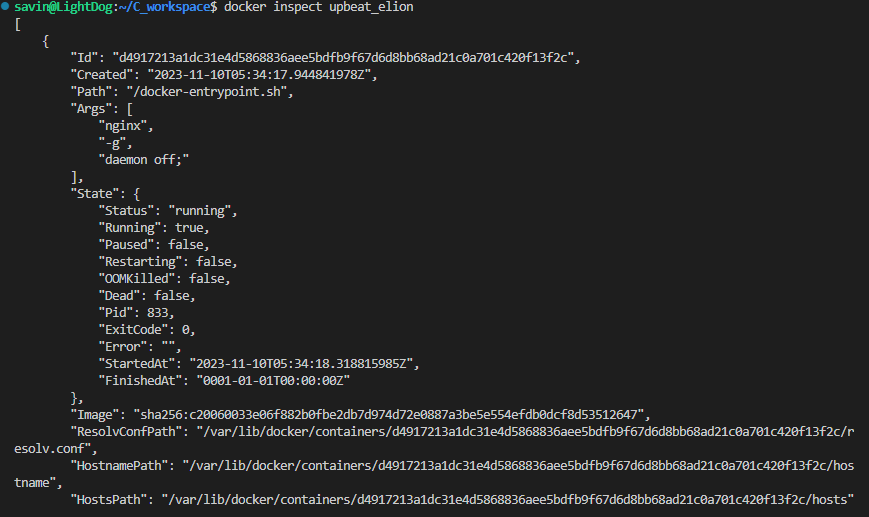 savin@LightDog:~/C_workspace$ docker inspect upbeat_elion
[
    {
        "Id": "d4917213a1dc31e4d5868836aee5bdfb9f67d6d8bb68ad21c0a701c420f13f2c",
        "Created": "2023-11-10T05:34:17.944841978Z",
        "Path": "/docker-entrypoint.sh",
        "Args": [
            "nginx",
            "-g",
            "daemon off;"
        ],
        "State": {
            "Status": "running",
            "Running": true,
            "Paused": false,
            "Restarting": false,
            "OOMKilled": false,
            "Dead": false,
            "Pid": 833,
            "ExitCode": 0,
            "Error": "",
            "StartedAt": "2023-11-10T05:34:18.318815985Z",
            "FinishedAt": "0001-01-01T00:00:00Z"
        },
        "Image": "sha256:c20060033e06f882b0fbe2db7d974d72e0887a3be5e554efdb0dcf8d53512647",
        "ResolvConfPath": "/var/lib/docker/containers/d4917213a1dc31e4d5868836aee5bdfb9f67d6d8bb68ad21c0a701c420f13f2c/r
esolv.conf",
        "HostnamePath": "/var/lib/docker/containers/d4917213a1dc31e4d5868836aee5bdfb9f67d6d8bb68ad21c0a701c420f13f2c/hos
tname",
        "HostsPath": "/var/lib/docker/containers/d4917213a1dc31e4d5868836aee5bdfb9f67d6d8bb68ad21c0a701c420f13f2c/hosts"